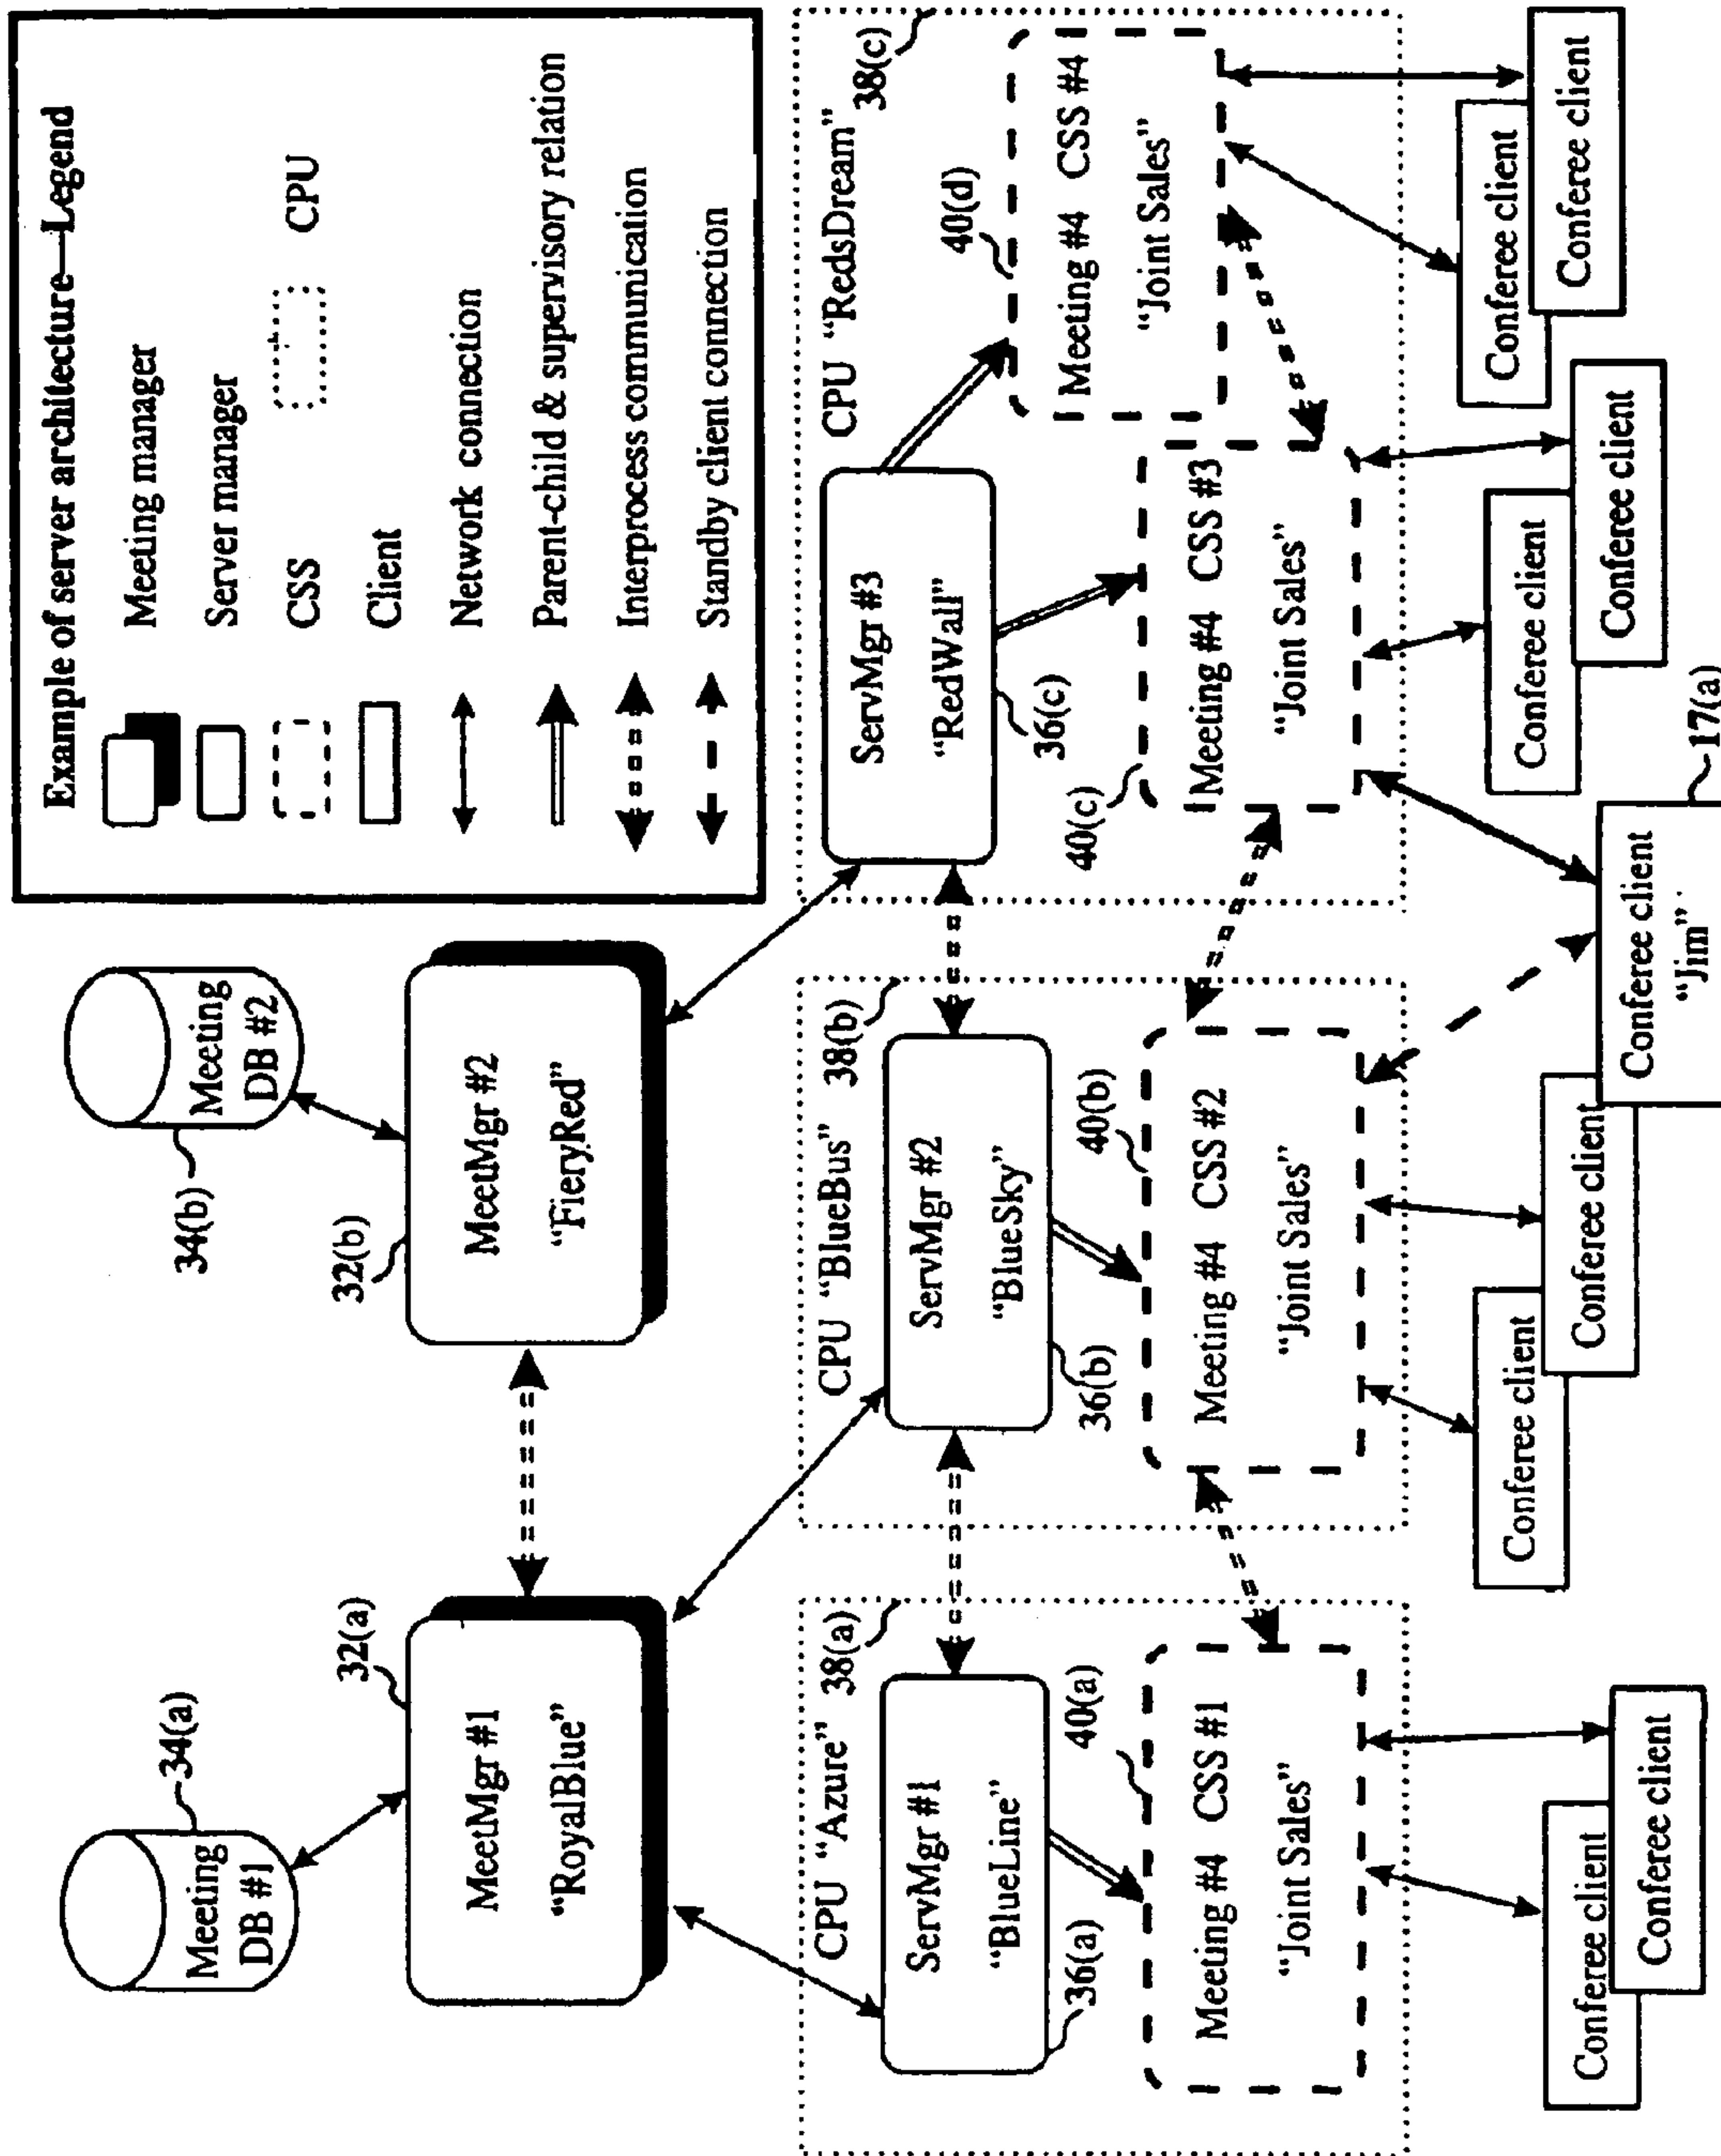 Example of server architecture—Legend
Meeting manager
Server manager
CSS
CPU
Client
Network connection
Parent-child & supervisory relation
Interprocess communication
Standby client connection
34(a)
Meeting
DB #1
34(b)
Meeting
DB #2
32(a)
MeetMgr #1
“RoyalBlue”
32(b)
MeetMgr #2
“FieryRed”
CPU “Azure”
38(a)
ServMgr #1
“BlueLine”
36(a)
40(a)
Meeting #4 CSS #1
“Joint Sales”
CPU “BlueBus”
38(b)
ServMgr #2
“BlueSky”
36(b)
40(b)
Meeting #4 CSS #2
“Joint Sales”
CPU “RedsDream”
38(c)
ServMgr #3
“RedWall”
36(c)
40(c)
Meeting #4 CSS #3
“Joint Sales”
40(d)
Meeting #4 CSS #4
“Joint Sales”
Conferee client
Conferee client
Conferee client
Conferee client
Conferee client
“Jim”
17(a)
Conferee client
Conferee client
Conferee client
Conferee client